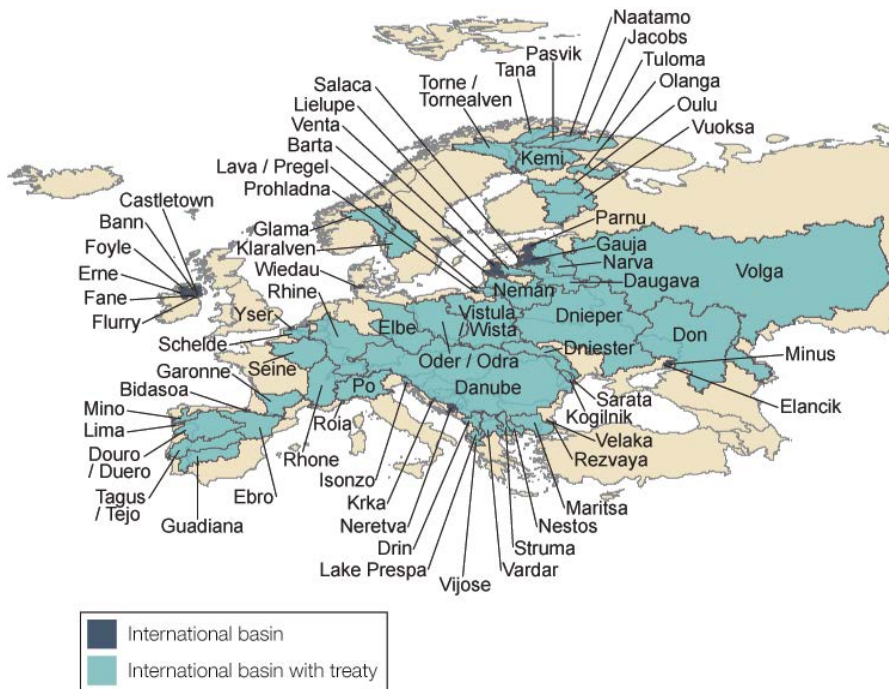 Naatamo
Jacobs
Pasvik
Tuloma
Tana
Olanga
Salaca
Torne /
Tornealven
Lielupe
Oulu
Venta
Vuoksa
Barta
Lava / Pregel
Kemi
Prohladna
Castletown
Parnu
Bann
Glama
Gauja
Foyle
Klaralven
Narva
Volga
Erne
Wiedau
Daugava
Fane
Rhine
Neman
Flurry
Yser
Elbe
Vistula
/ Wista
Dnieper
Don
Schelde
Dniester
Minus
Oder / Odra
Garonne
Seine
Danube
Bidasoa
Po
Sarata
Elancik
Mino
Kogilnik
Lima
Roia
Velaka
Douro
/ Duero
Rhone
Rezvaya
Isonzo
Ebro
Maritsa
Tagus
/ Tejo
Krka
Nestos
Guadiana
Neretva
Struma
Drin
Vardar
Lake Prespa
Vijose
International basin
International basin with treaty